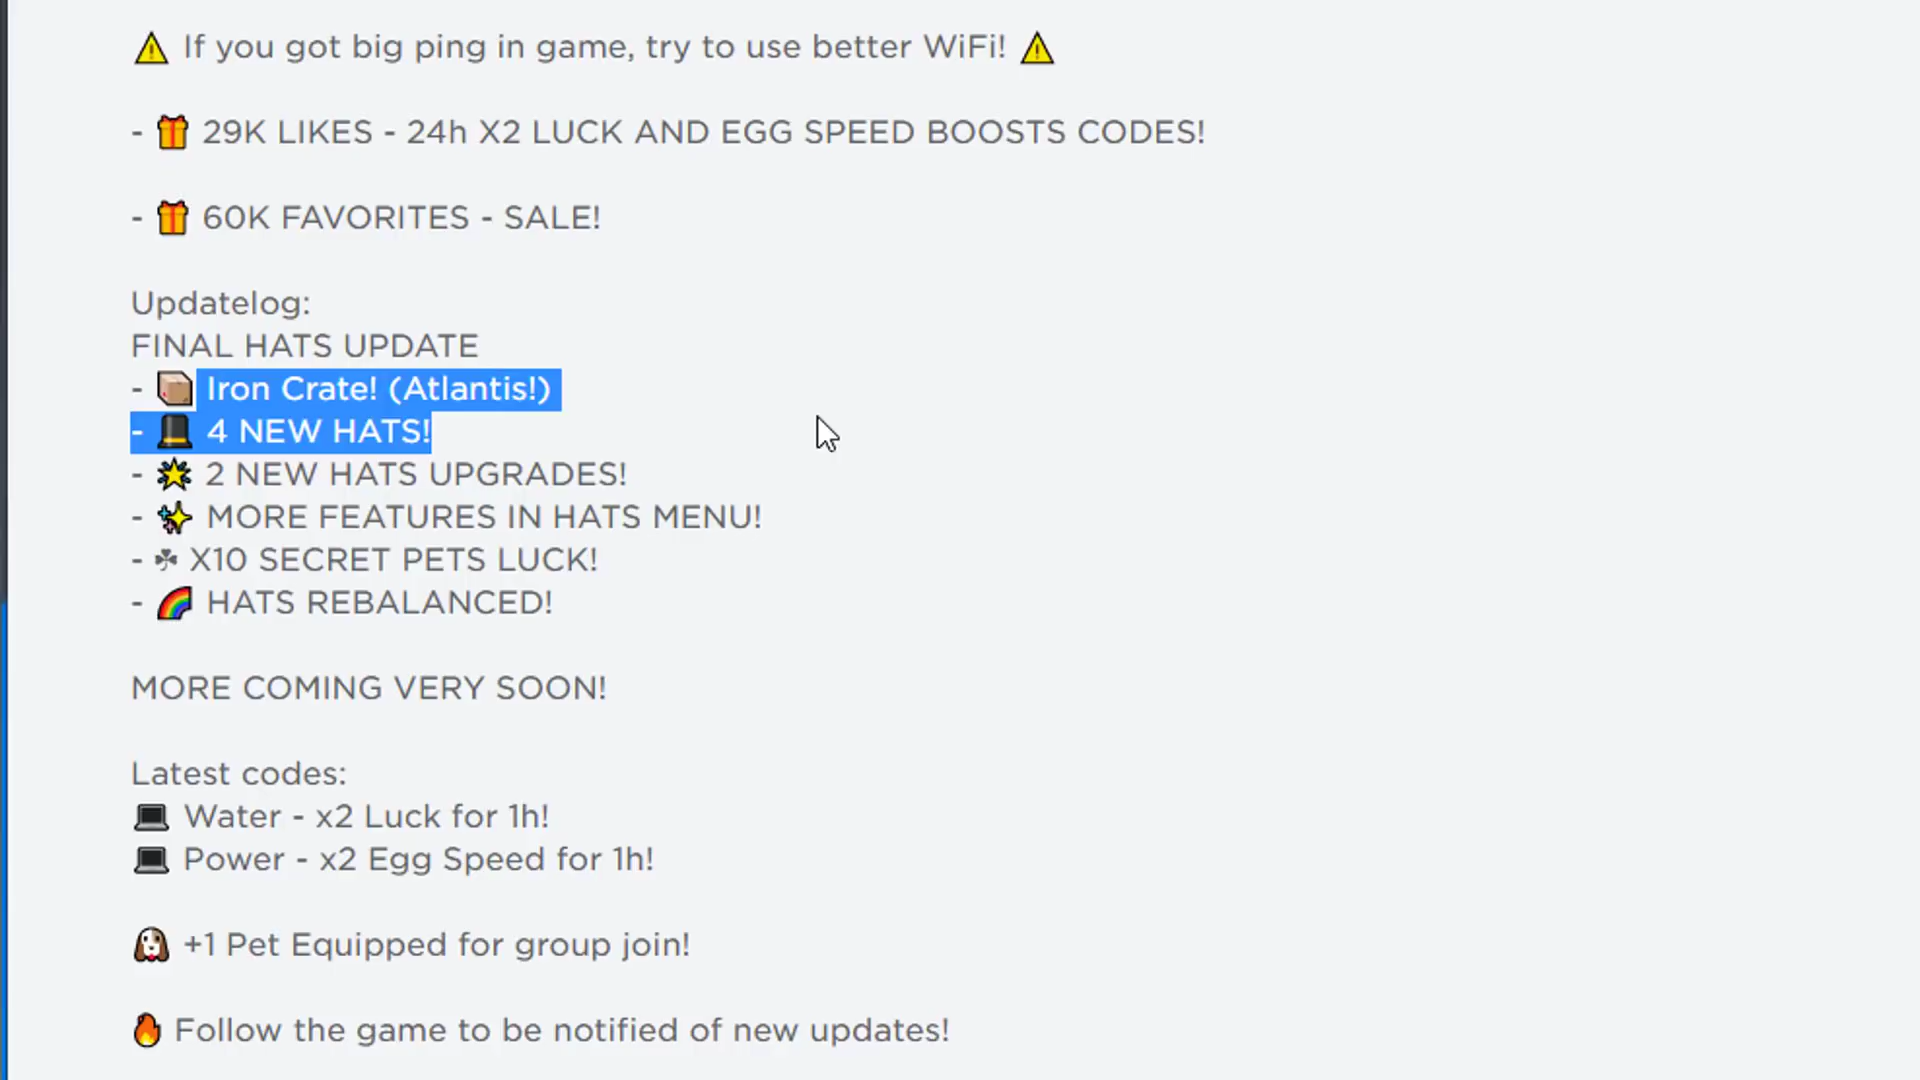 ⚠️ If you got big ping in game, try to use better WiFi! ⚠️
- 🎁 29K LIKES - 24h X2 LUCK AND EGG SPEED BOOSTS CODES!
- 🎁 60K FAVORITES - SALE!
Updatelog:
FINAL HATS UPDATE
- 📦 Iron Crate! (Atlantis!)
- 🎩 4 NEW HATS!
- 🌟 2 NEW HATS UPGRADES!
- ✨ MORE FEATURES IN HATS MENU!
- ☘ X10 SECRET PETS LUCK!
- 🌈 HATS REBALANCED!
MORE COMING VERY SOON!
Latest codes:
💻 Water - x2 Luck for 1h!
💻 Power - x2 Egg Speed for 1h!
🐶 +1 Pet Equipped for group join!
🔥 Follow the game to be notified of new updates!